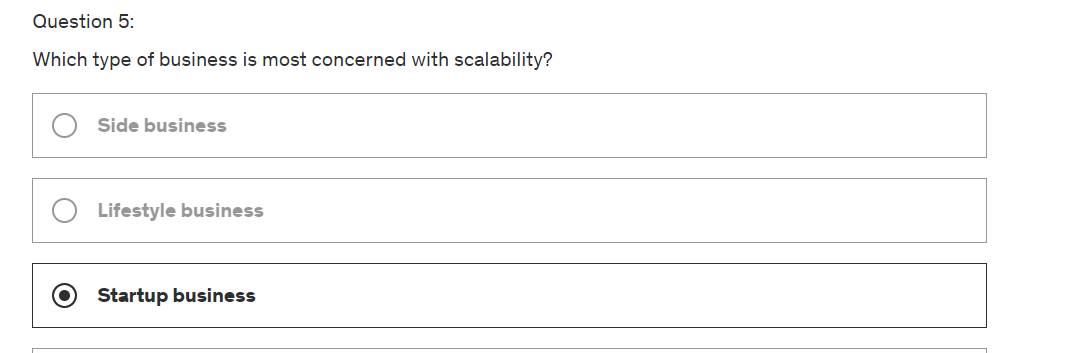 Question 5:
Which type of business is most concerned with scalability?
Side business
Lifestyle business
Startup business